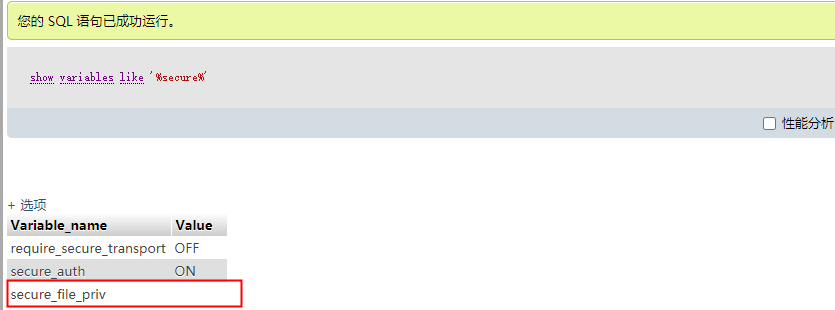 您的 SQL 语句已成功运行。
show variables like '%secure%'
性能分析
+ 选项
Variable_name Value
require_secure_transport OFF
secure_auth ON
secure_file_priv